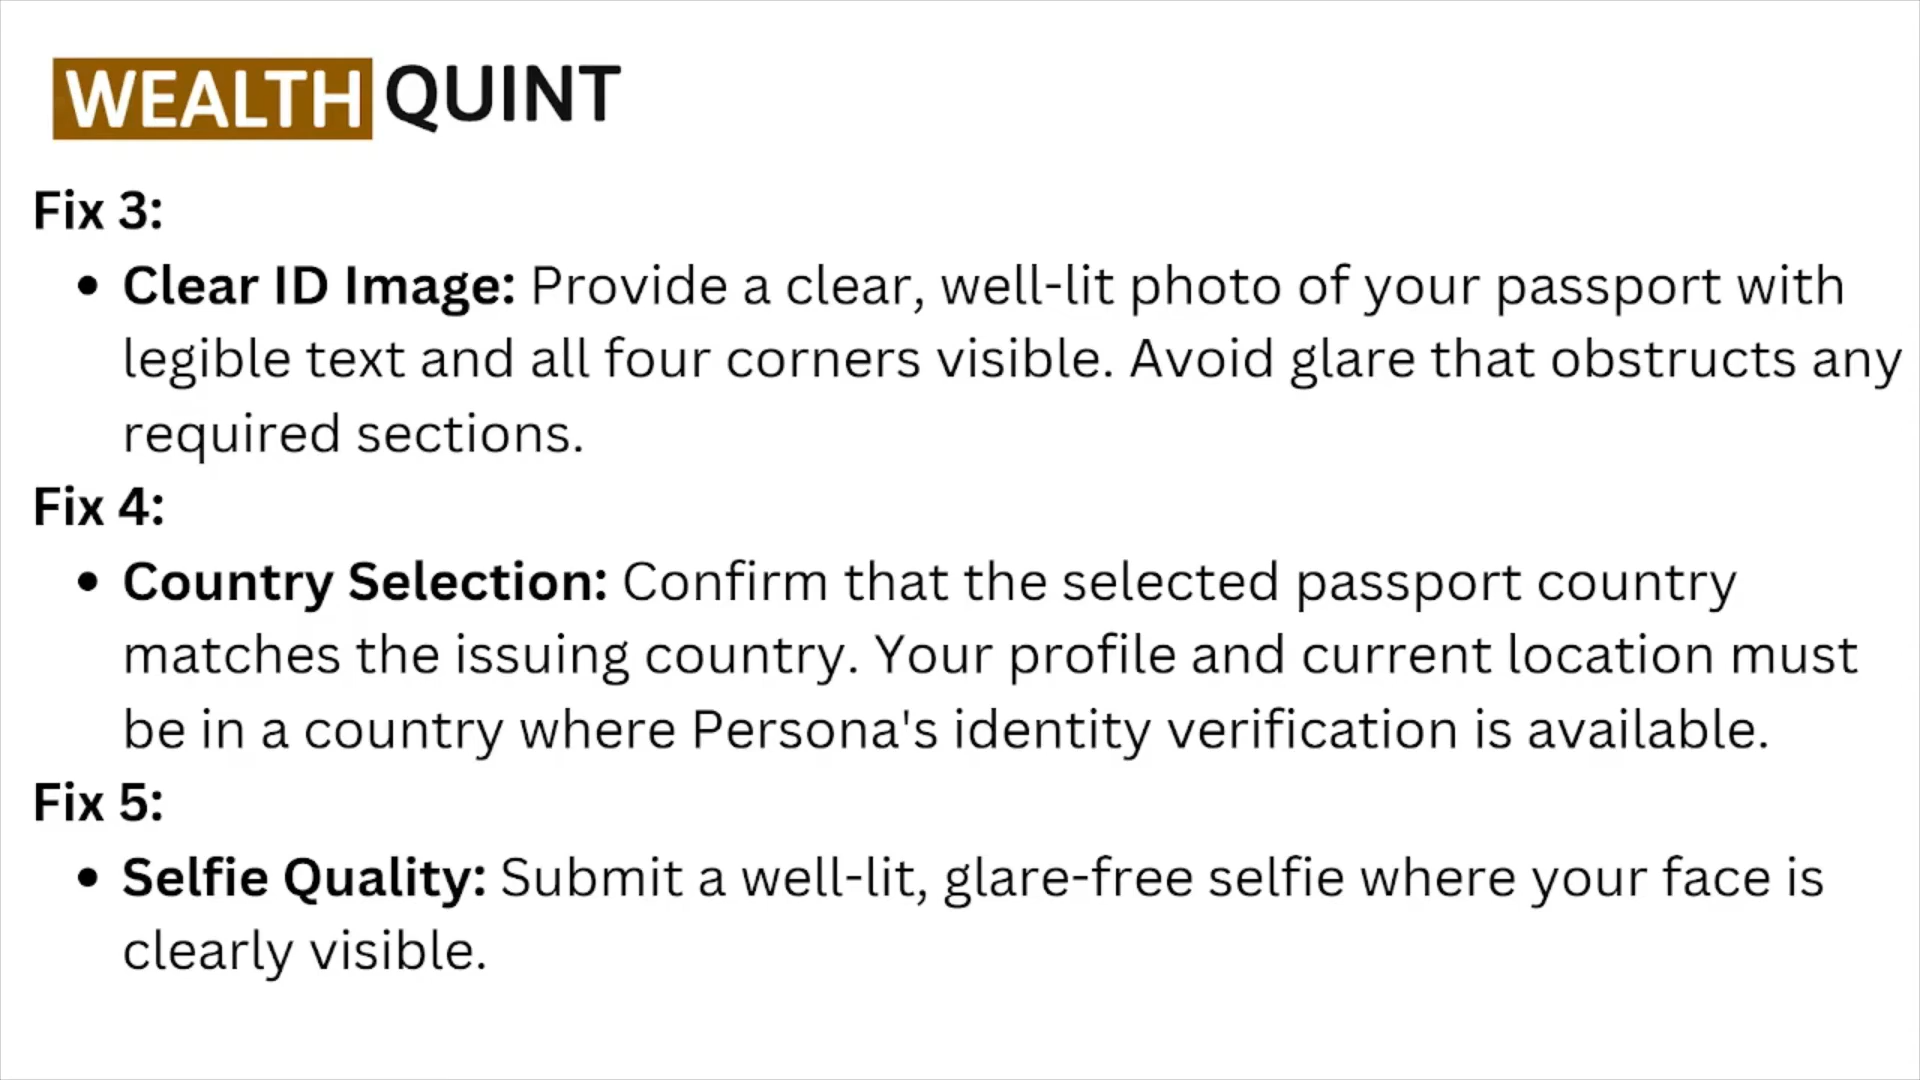 WEALTH QUINT
Fix 3:
• Clear ID Image: Provide a clear, well-lit photo of your passport with
legible text and all four corners visible. Avoid glare that obstructs any
required sections.
Fix 4:
• Country Selection: Confirm that the selected passport country
matches the issuing country. Your profile and current location must
be in a country where Persona's identity verification is available.
Fix 5:
• Selfie Quality: Submit a well-lit, glare-free selfie where your face is
clearly visible.